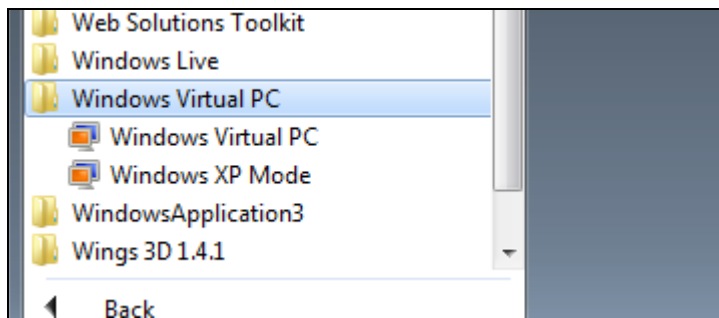 Web Solutions Toolkit
Windows Live
Windows Virtual PC
Windows Virtual PC
Windows XP Mode
WindowsApplication3
Wings 3D 1.4.1
Back